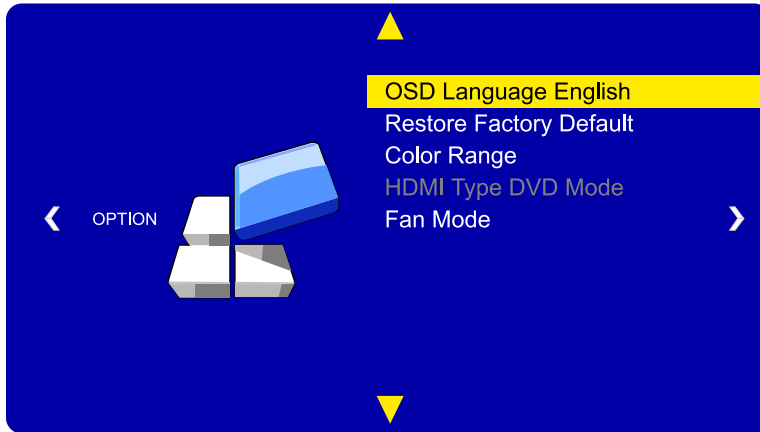 OSD Language English
Restore Factory Default
Color Range
HDMI Type DVD Mode
Fan Mode
OPTION